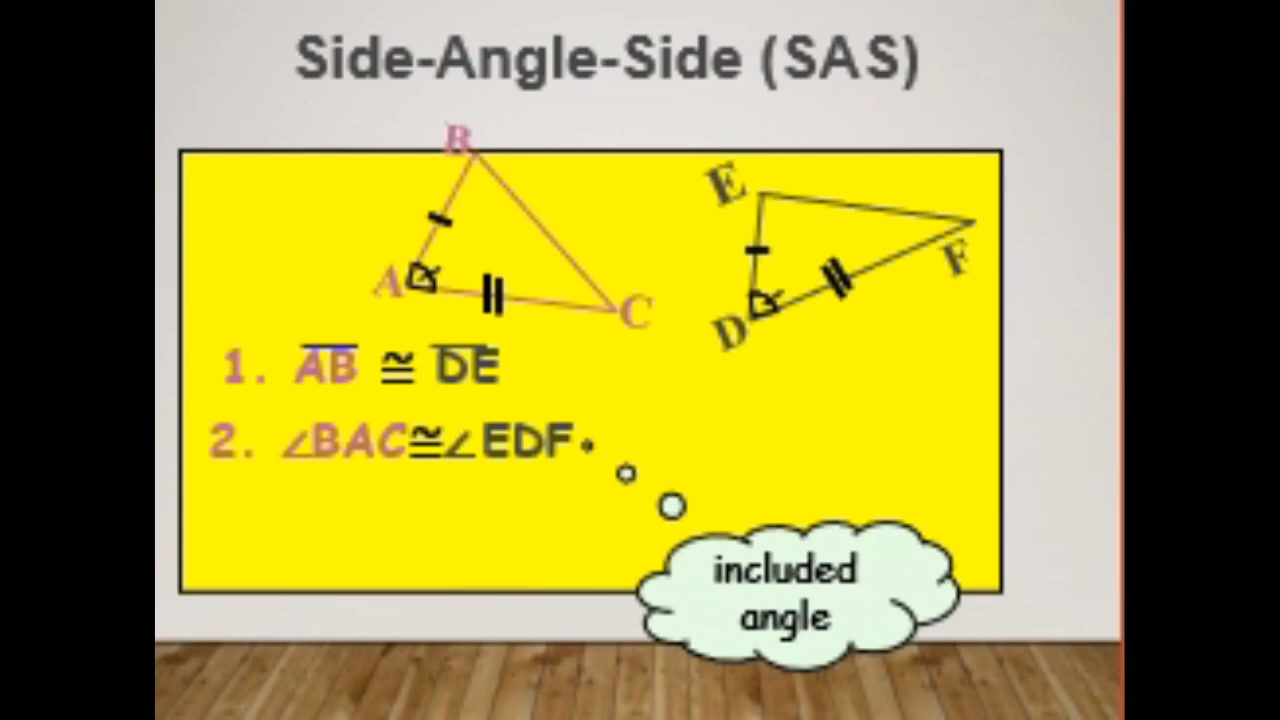 Side-Angle-Side (SAS)
B
E
A
C
F
D
1. AB ≅ DE
2. ∠BAC≅∠EDF
included
angle